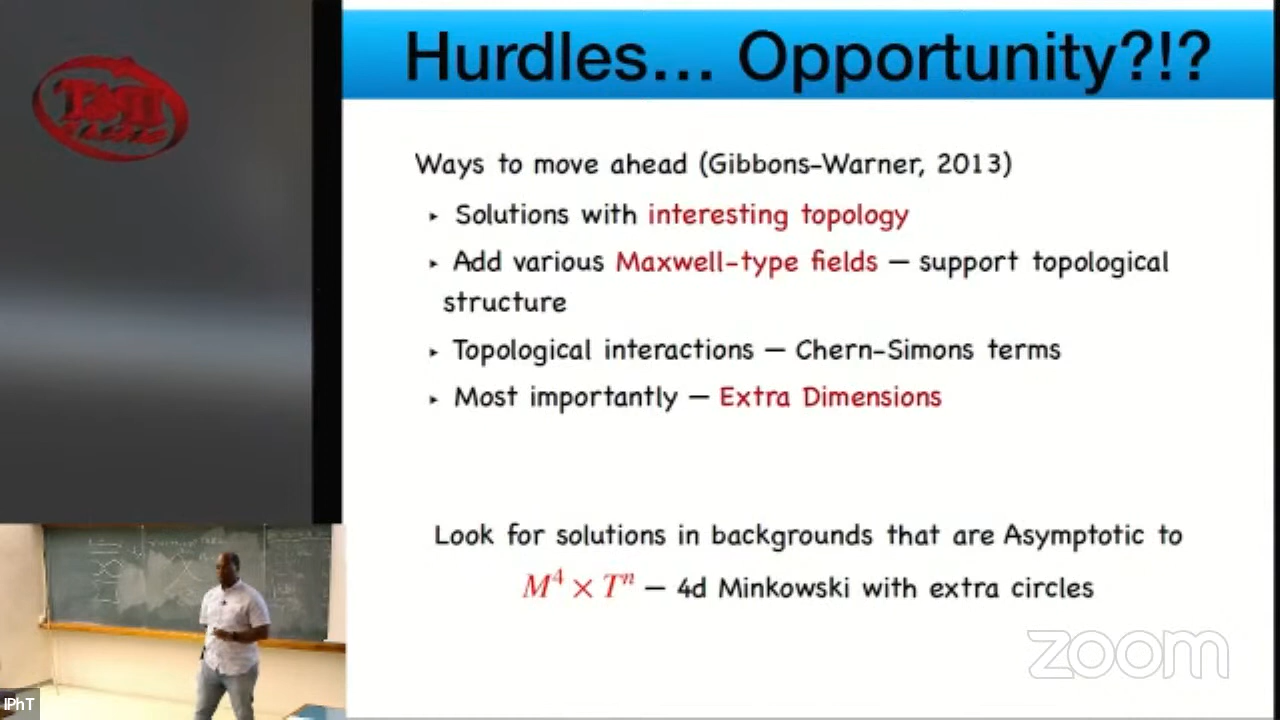 Hurdles... Opportunity?!?
Ways to move ahead (Gibbons-Warner, 2013)
▸ Solutions with interesting topology
▸ Add various Maxwell-type fields — support topological
structure
▸ Topological interactions — Chern-Simons terms
▸ Most importantly — Extra Dimensions
Look for solutions in backgrounds that are Asymptotic to
M⁴ × Tⁿ — 4d Minkowski with extra circles
zoom
IPhT